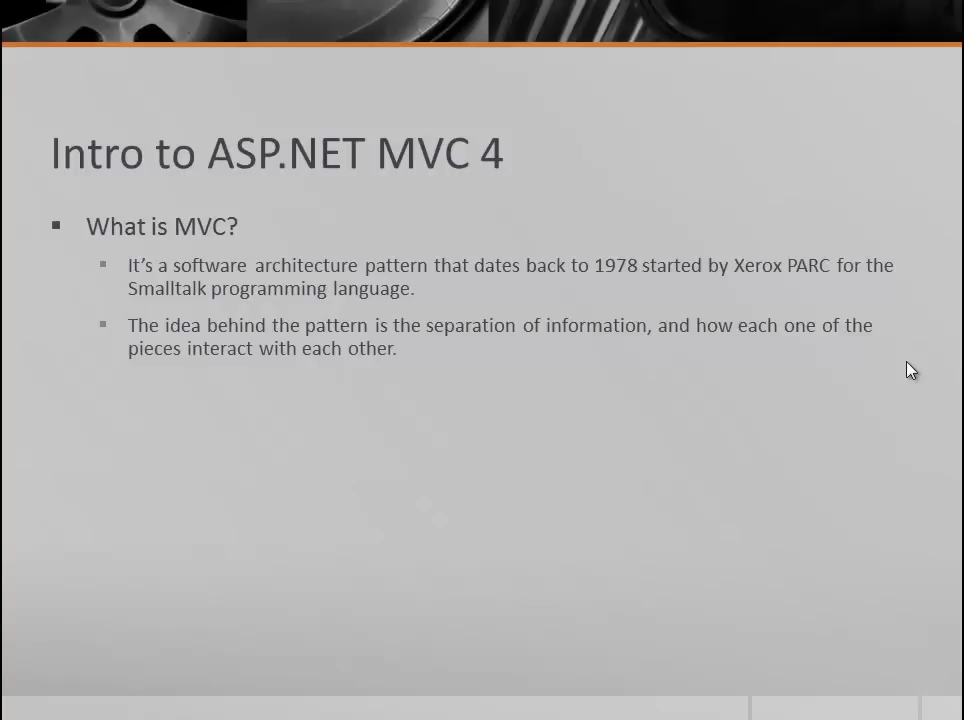 Intro to ASP.NET MVC 4
What is MVC?
It’s a software architecture pattern that dates back to 1978 started by Xerox PARC for the
Smalltalk programming language.
The idea behind the pattern is the separation of information, and how each one of the
pieces interact with each other.